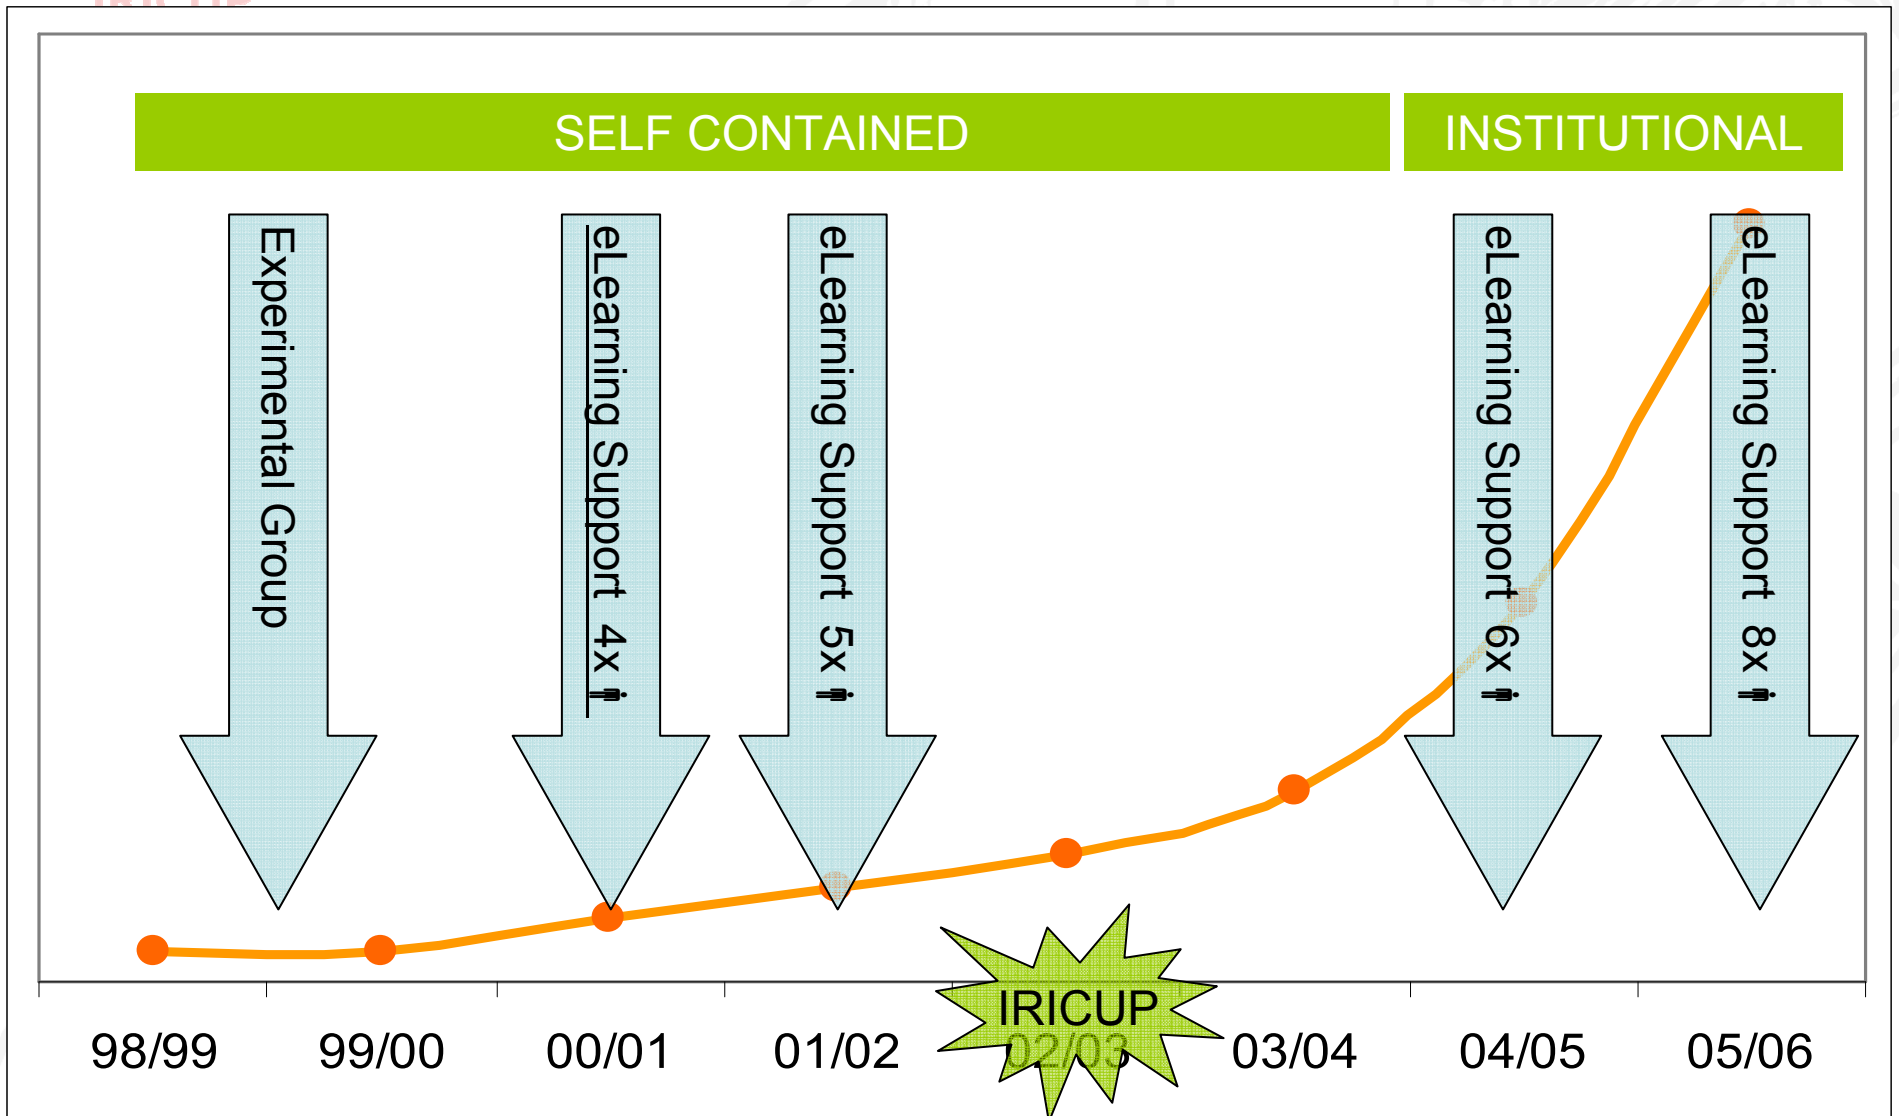 IRICUP
SELF CONTAINED
INSTITUTIONAL
Experimental Group
eLearning Support 4x
eLearning Support 5x
eLearning Support 6x
eLearning Support 8x
IRICUP
98/99
99/00
00/01
01/02
02/03
03/04
04/05
05/06